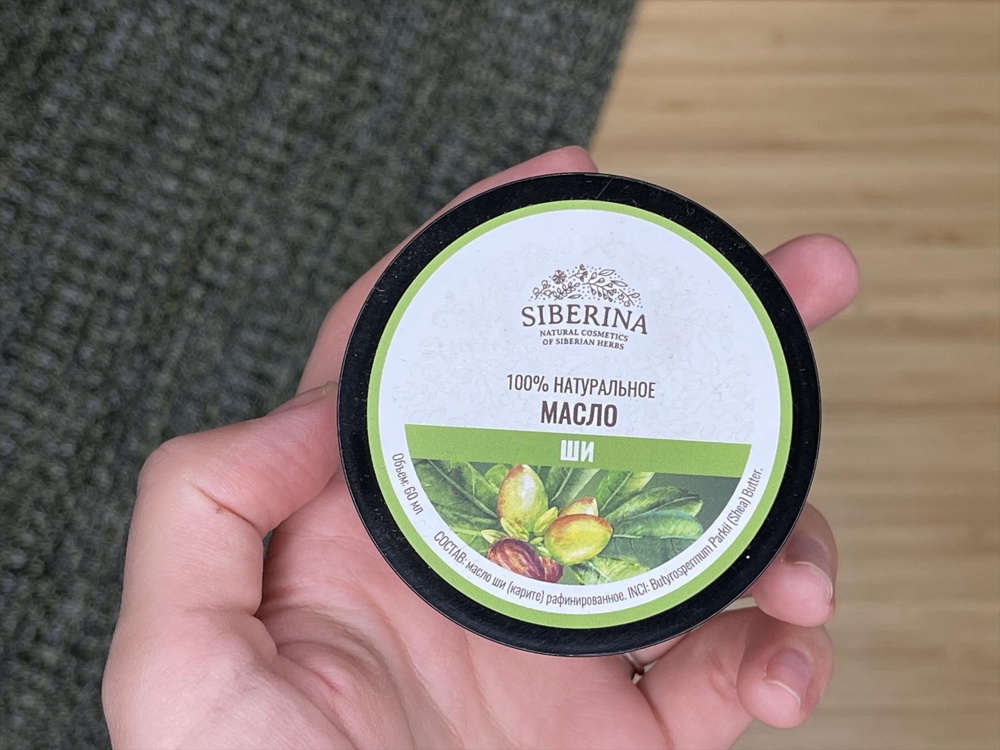 SIBERINA
NATURAL COSMETICS
OF SIBERIAN HERBS
100% НАТУРАЛЬНОЕ
МАСЛО
ШИ
Объем: 60 мл
СОСТАВ: масло ши (карите) рафинированное. INCI: Butyrospermum Parkii (Shea) Butter.